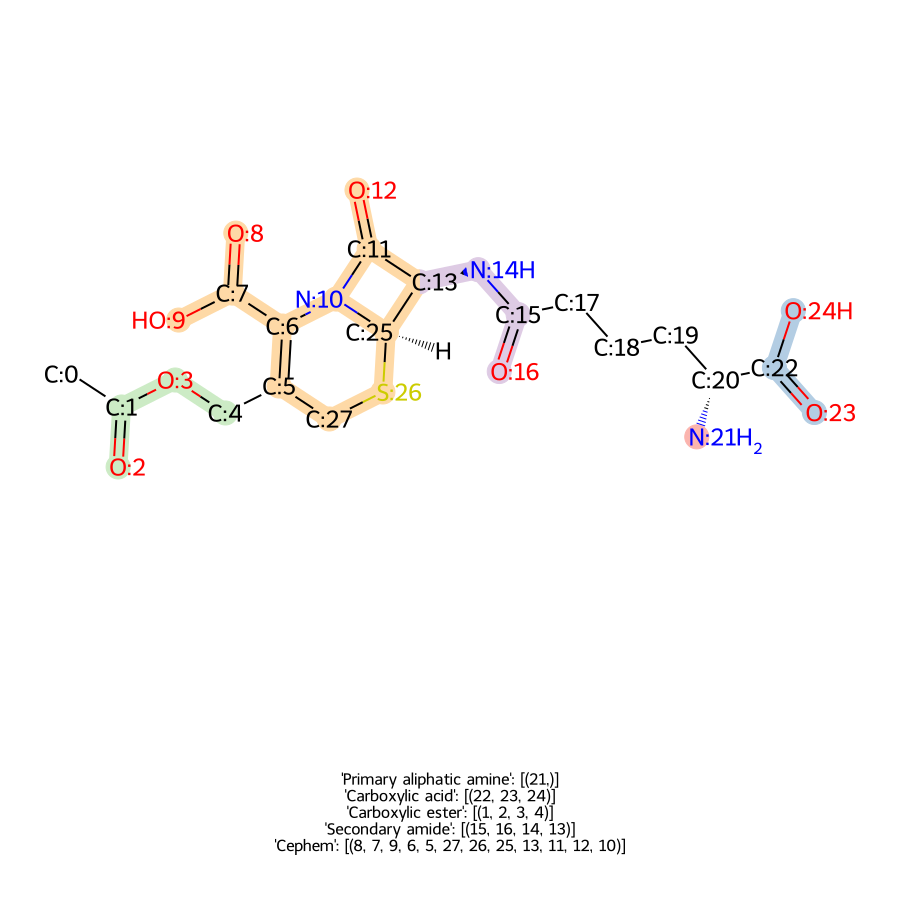 O:12
O:8
C:11
N:14H
C:13
C:7
N:10
C:17
C:15
O:24H
HO:9
C:6
C:25
C:19
C:18
H
C:22
C:0
O:3
O:16
C:20
C:5
S:26
C:1
C:4
C:27
O:23
N:21H2
O:2
'Primary aliphatic amine': [(21,)]
'Carboxylic acid': [(22, 23, 24)]
'Carboxylic ester': [(1, 2, 3, 4)]
'Secondary amide': [(15, 16, 14, 13)]
'Cephem': [(8, 7, 9, 6, 5, 27, 26, 25, 13, 11, 12, 10)]